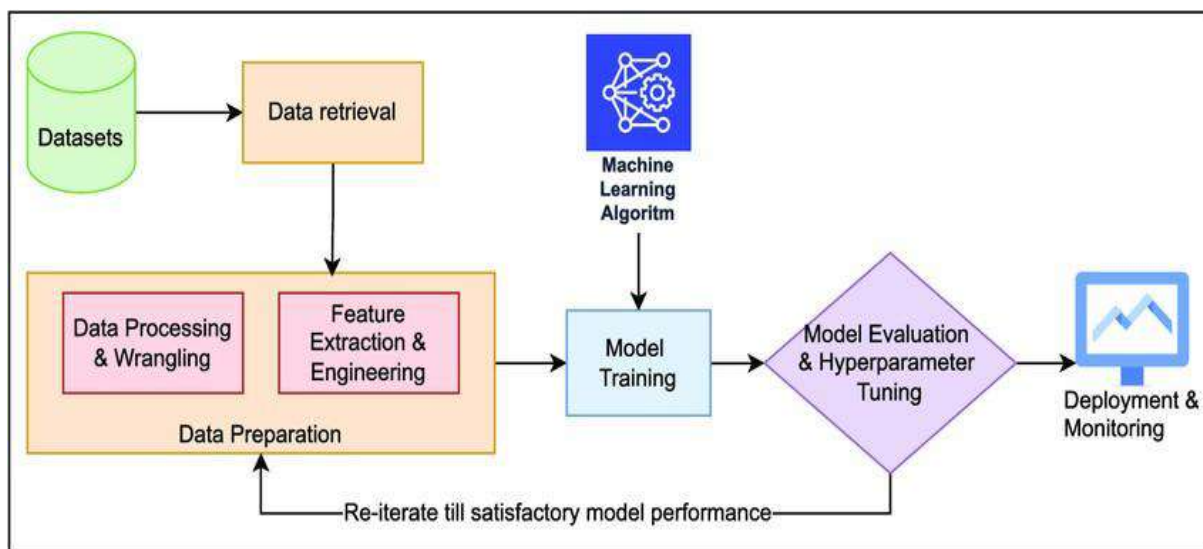 Datasets
Data retrieval
Machine
Learning
Algoritm
Data Processing
& Wrangling
Feature
Extraction &
Engineering
Data Preparation
Model
Training
Model Evaluation
& Hyperparameter
Tuning
Deployment &
Monitoring
Re-iterate till satisfactory model performance